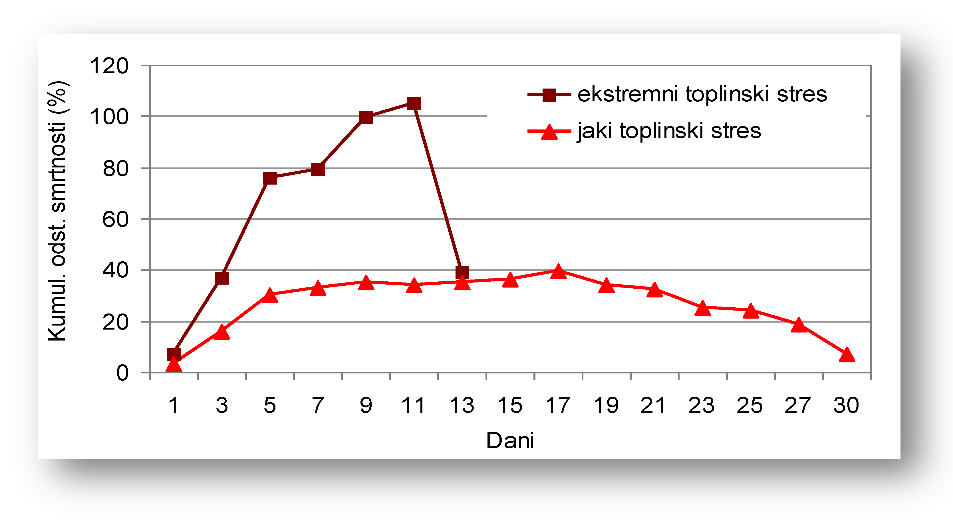 Kumul. odst. smrtnosti (%)
120
100
80
60
40
20
0
ekstremni toplinski stres
jaki toplinski stres
1 3 5 7 9 11 13 15 17 19 21 23 25 27 30
Dani